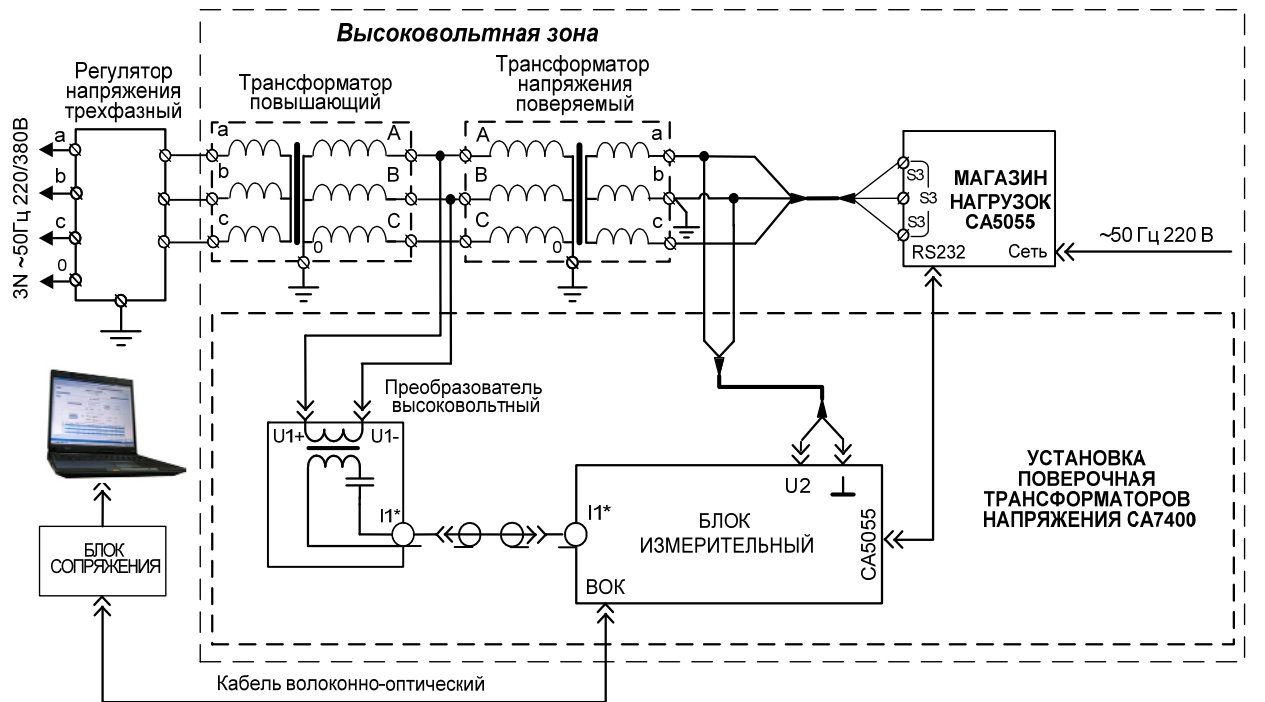 Высоковольтная зона
Регулятор
напряжения
трехфазный
Трансформатор
повышающий
Трансформатор
напряжения
поверяемый
3N ~50Гц 220/380В
a
b
c
0
a
b
c
A
B
C
0
A
B
C
0
a
b
c
S3
S3
S3
МАГАЗИН
НАГРУЗОК
СА5055
RS232
Сеть
~50 Гц 220 В
Преобразователь
высоковольтный
U1+
U1-
I1*
I1*
U2
БЛОК
ИЗМЕРИТЕЛЬНЫЙ
СА5055
ВОК
УСТАНОВКА
ПОВЕРОЧНАЯ
ТРАНСФОРМАТОРОВ
НАПРЯЖЕНИЯ СА7400
БЛОК
СОПРЯЖЕНИЯ
Кабель волоконно-оптический